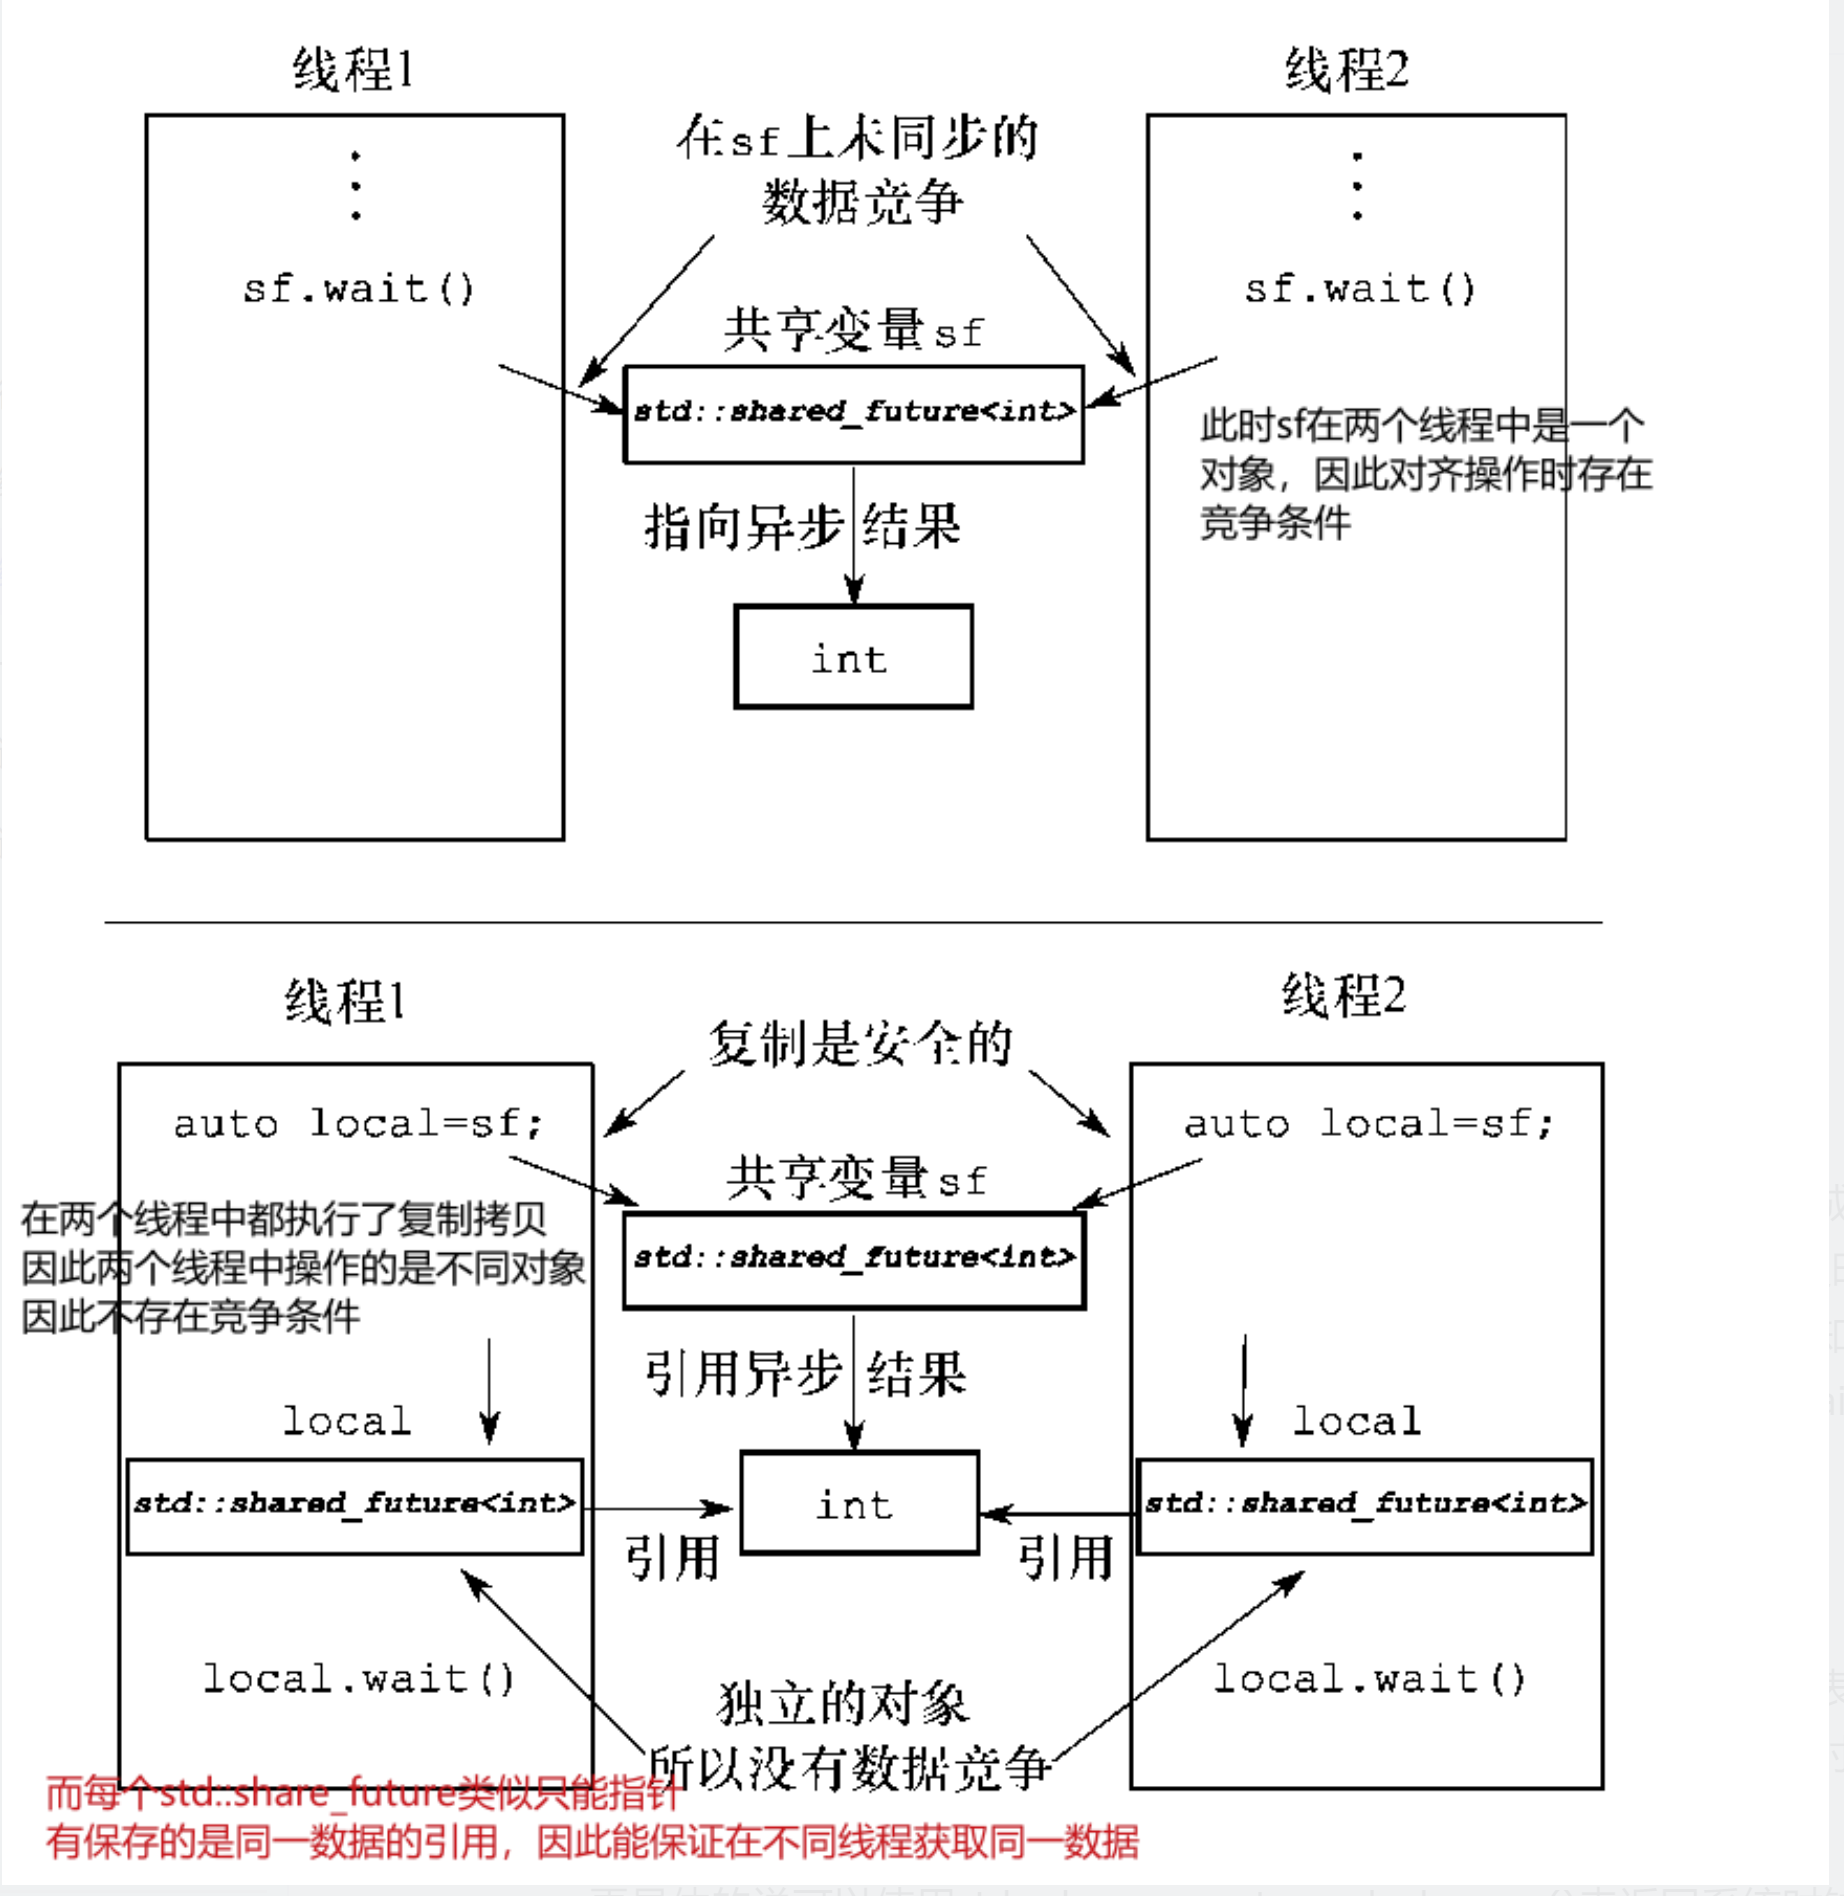 线程1
线程2
在sf上未同步的
数据竞争
sf.wait()
sf.wait()
共享变量sf
std::shared_future<int>
此时sf在两个线程中是一个
对象，因此对齐操作时存在
竞争条件
指向异步 结果
int
线程1
线程2
复制是安全的
auto local=sf;
auto local=sf;
共享变量sf
std::shared_future<int>
在两个线程中都执行了复制拷贝
因此两个线程中操作的是不同对象
因此不存在竞争条件
引用异步 结果
local
local
std::shared_future<int>
int
std::shared_future<int>
引用
引用
local.wait()
local.wait()
独立的对象
所以没有数据竞争
而每个std::share_future类似只能指针
有保存的是同一数据的引用，因此能保证在不同线程获取同一数据